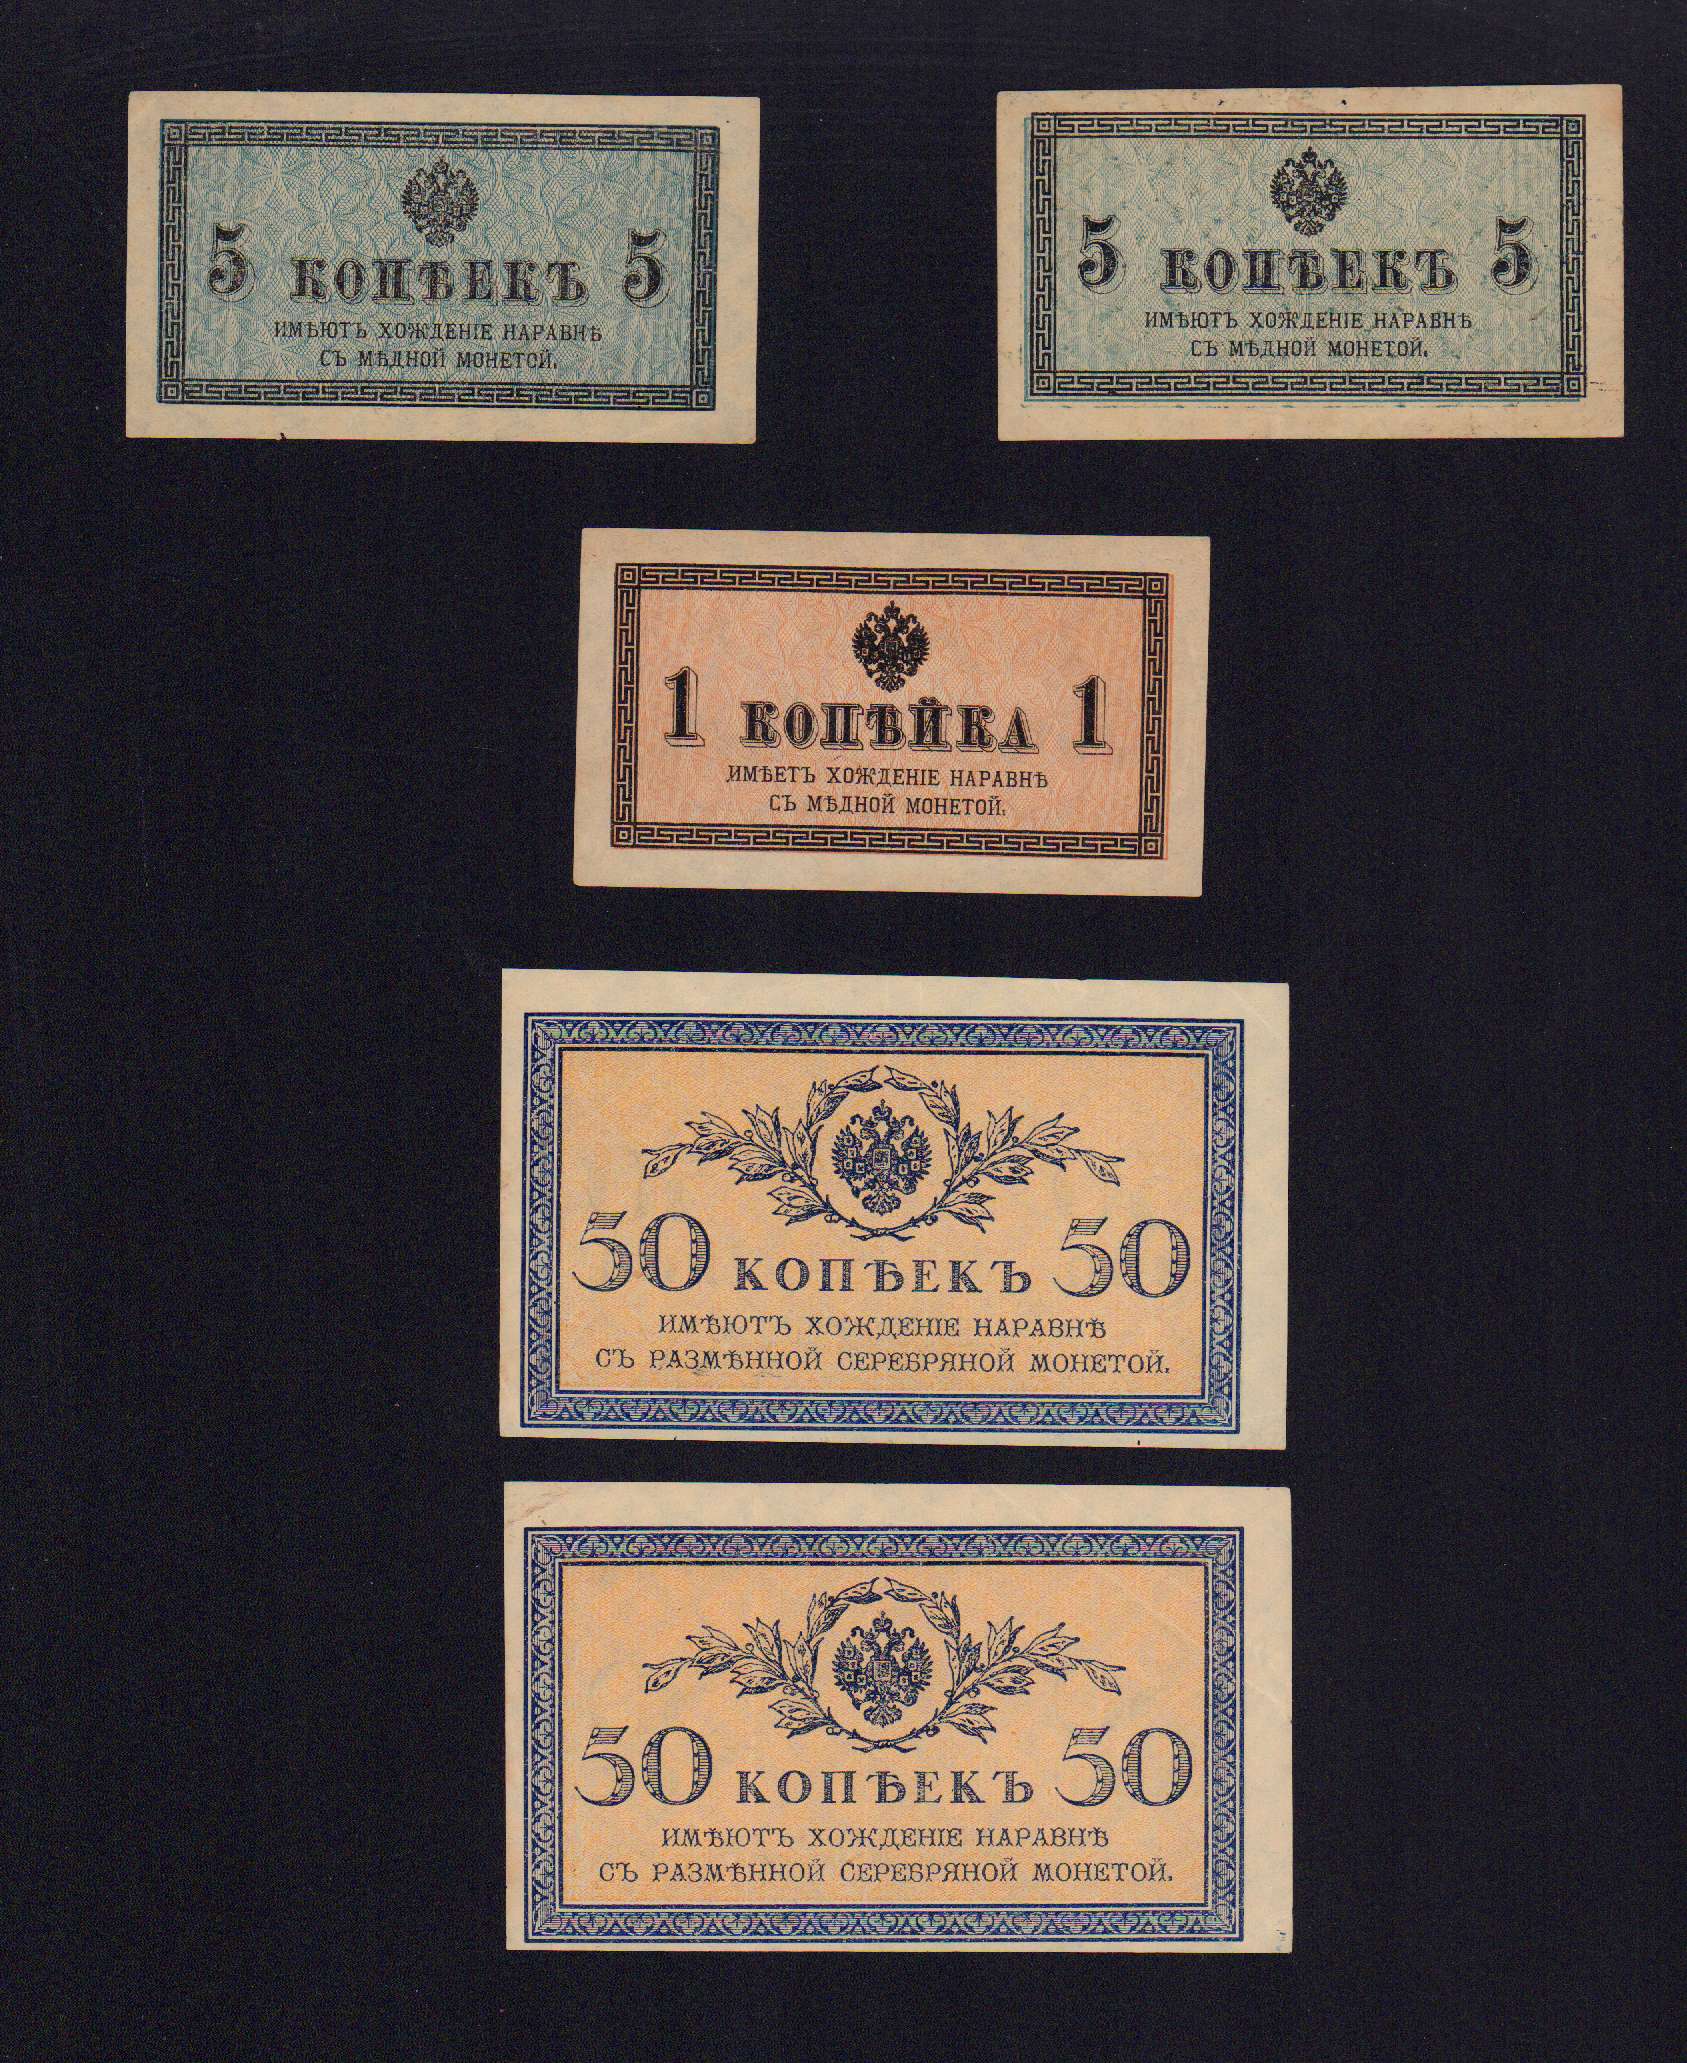 5 КОПѢЕКЪ 5
ИМѢЮТЪ ХОЖДЕНІЕ НАРАВНѢ
СЪ МѢДНОЙ МОНЕТОЙ.
5 КОПѢЕКЪ 5
ИМѢЮТЪ ХОЖДЕНІЕ НАРАВНѢ
СЪ МѢДНОЙ МОНЕТОЙ.
1 КОПѢЙКА 1
ИМѢЕТЪ ХОЖДЕНІЕ НАРАВНѢ
СЪ МѢДНОЙ МОНЕТОЙ.
50 КОПѢЕКЪ 50
ИМѢЮТЪ ХОЖДЕНІЕ НАРАВНѢ
СЪ РАЗМѢННОЙ СЕРЕБРЯНОЙ МОНЕТОЙ.
50 КОПѢЕКЪ 50
ИМѢЮТЪ ХОЖДЕНІЕ НАРАВНѢ
СЪ РАЗМѢННОЙ СЕРЕБРЯНОЙ МОНЕТОЙ.